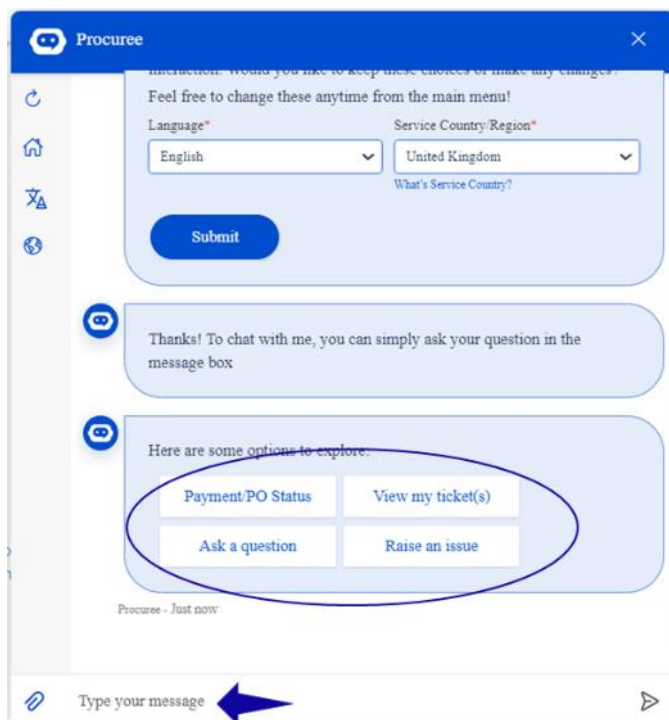 Procuree
interaction. Would you like to keep these choices or make any changes?
Feel free to change these anytime from the main menu!
Language* Service Country/Region*
English United Kingdom
What's Service Country?
Submit
Thanks! To chat with me, you can simply ask your question in the
message box
Here are some options to explore:
Payment/PO Status View my ticket(s)
Ask a question Raise an issue
Procuree - Just now
Type your message